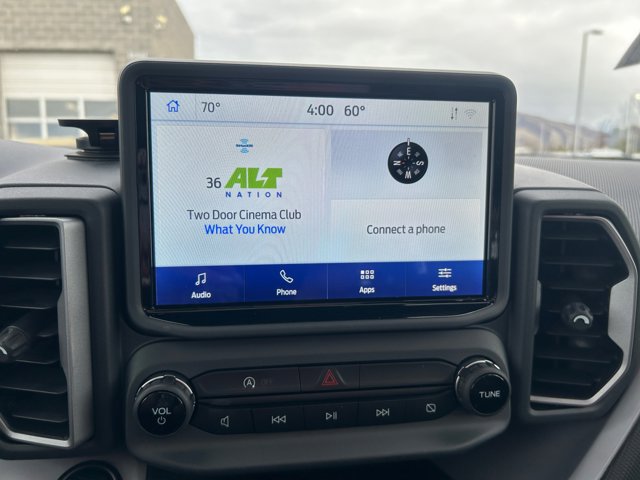 70° 4:00 60°
SiriusXM
36 ALT
NATION
Two Door Cinema Club
What You Know
E
N S
W
Connect a phone
Audio Phone Apps Settings
VOL
TUNE